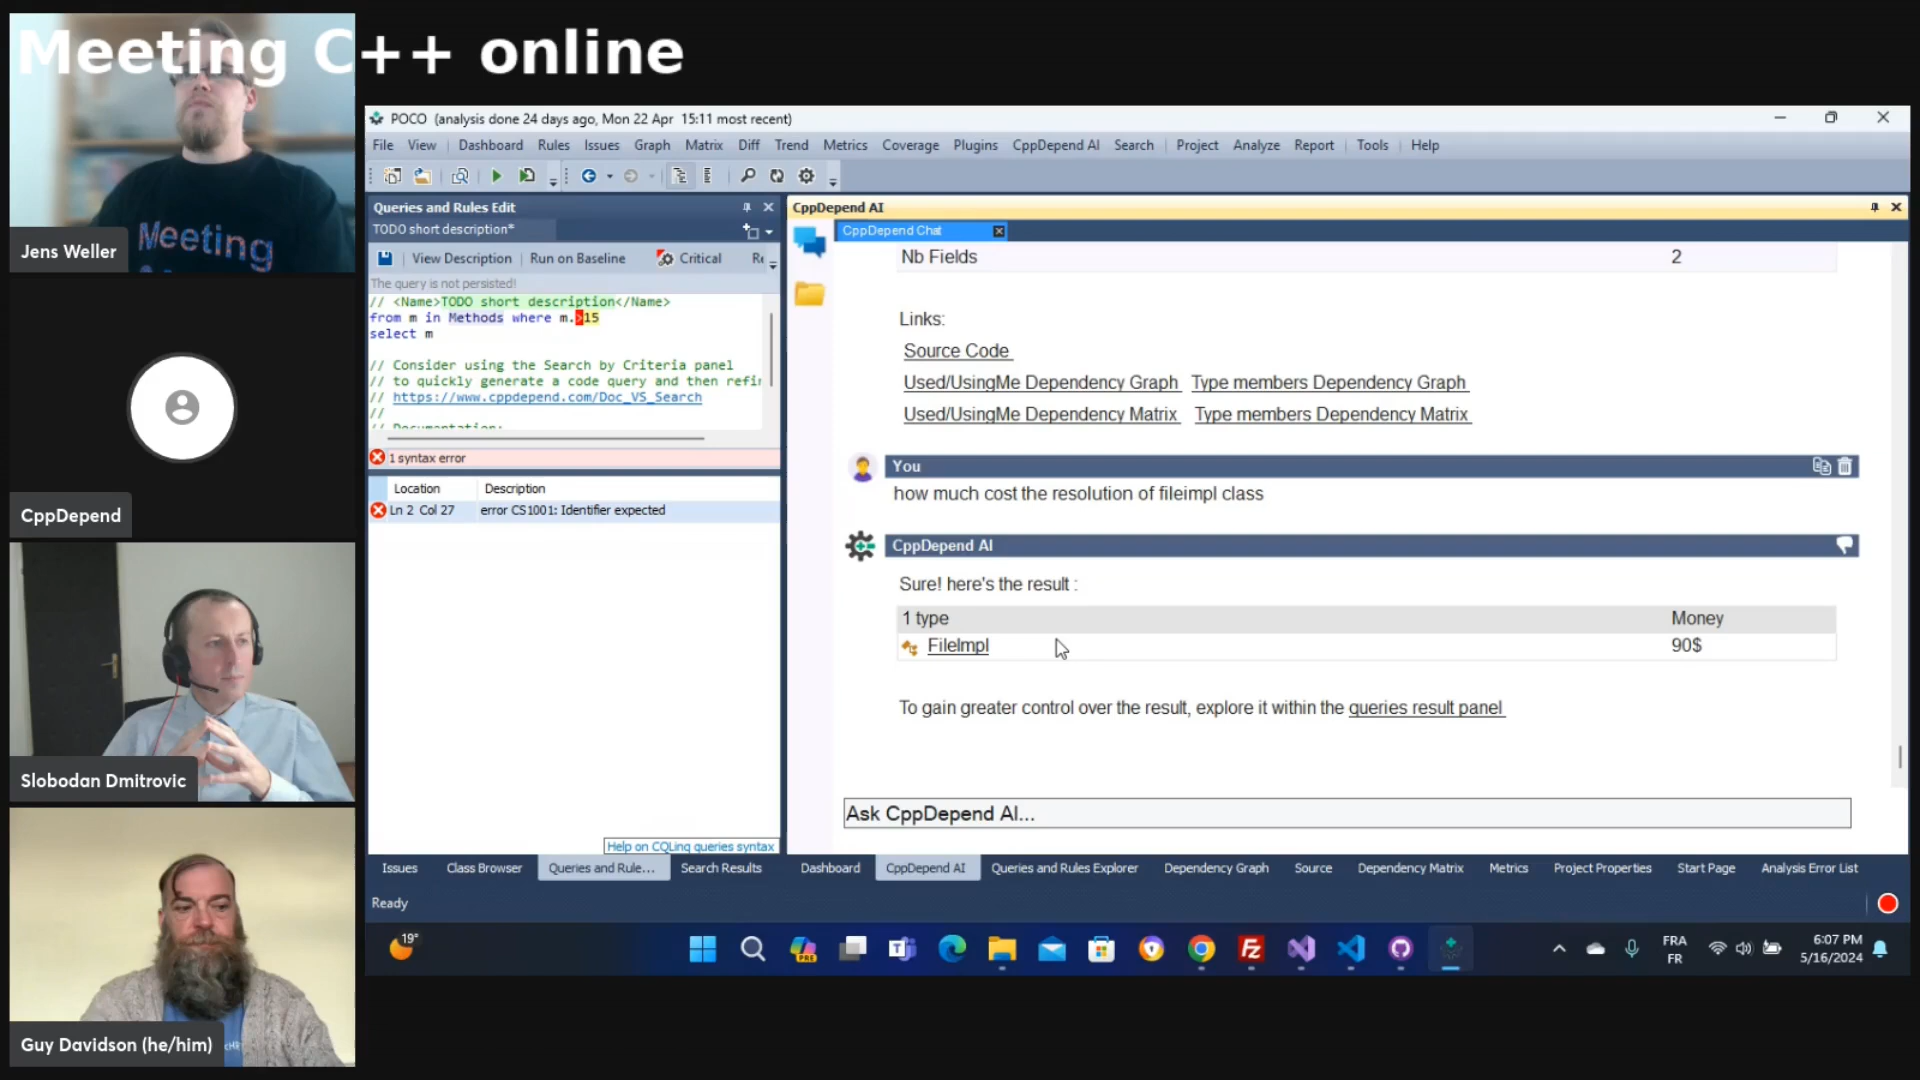 Meeting C++ online
Meeting
Jens Weller
CppDepend
Slobodan Dmitrovic
Guy Davidson (he/him)
POCO (analysis done 24 days ago, Mon 22 Apr 15:11 most recent)
File View Dashboard Rules Issues Graph Matrix Diff Trend Metrics Coverage Plugins CppDepend AI Search Project Analyze Report Tools Help
Queries and Rules Edit
TODO short description*
View Description Run on Baseline Critical Re
The query is not persisted!
// <Name>TODO short description</Name>
from m in Methods where m.>15
select m
// Consider using the Search by Criteria panel
// to quickly generate a code query and then refin
// https://www.cppdepend.com/Doc_VS_Search
//
// Documentation:
1 syntax error
Location Description
Ln 2 Col 27 error CS1001: Identifier expected
Help on CQLinq queries syntax
Issues Class Browser Queries and Rule... Search Results
CppDepend AI
CppDepend Chat
Nb Fields 2
Links:
Source Code
Used/UsingMe Dependency Graph Type members Dependency Graph
Used/UsingMe Dependency Matrix Type members Dependency Matrix
You
how much cost the resolution of fileimpl class
CppDepend AI
Sure! here's the result :
1 type Money
FileImpl 90$
To gain greater control over the result, explore it within the queries result panel
Ask CppDepend AI...
Dashboard CppDepend AI Queries and Rules Explorer Dependency Graph Source Dependency Matrix Metrics Project Properties Start Page Analysis Error List
Ready
19°
PRE
FRA
FR
6:07 PM
5/16/2024